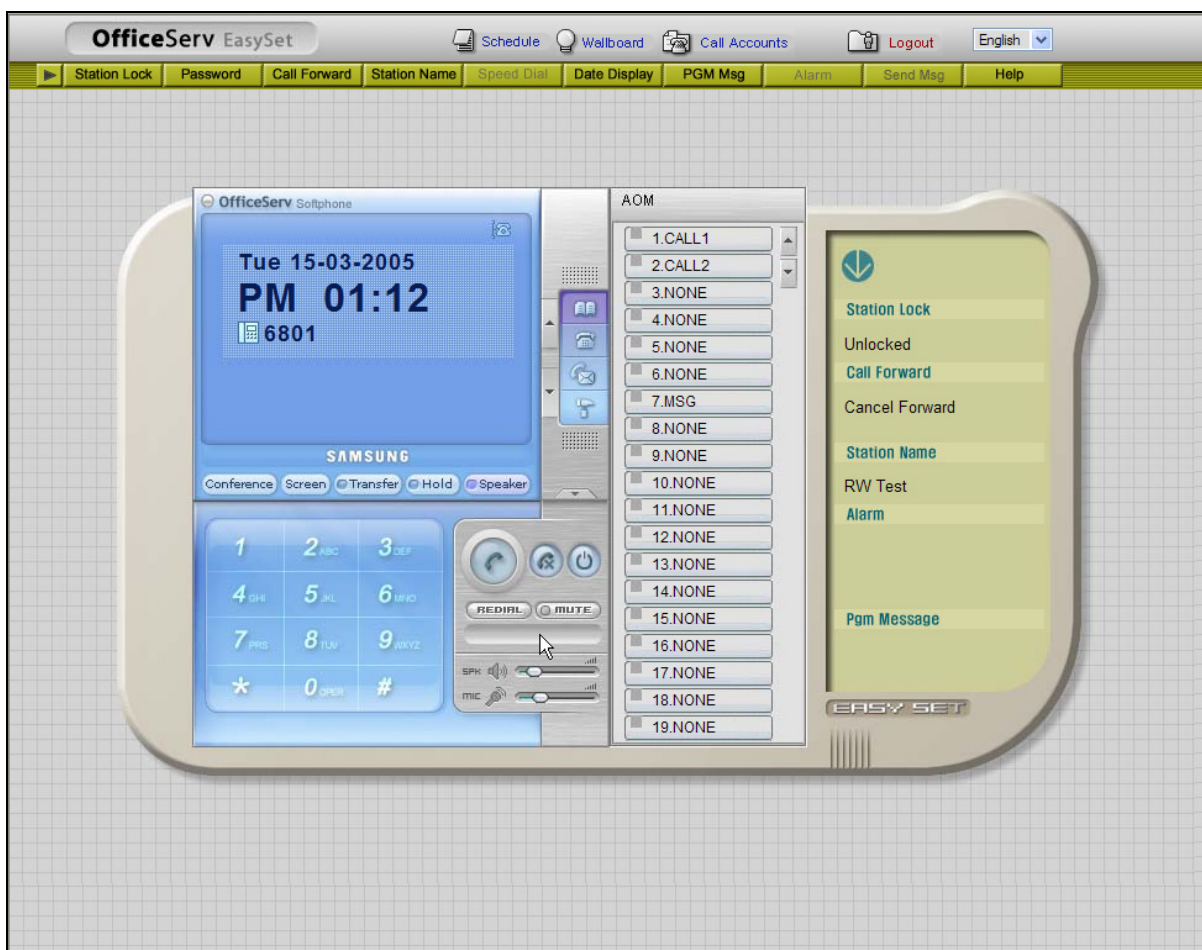 OfficeServ EasySet
Schedule
Wallboard
Call Accounts
Logout
English
Station Lock
Password
Call Forward
Station Name
Speed Dial
Date Display
PGM Msg
Alarm
Send Msg
Help
OfficeServ Softphone
Tue 15-03-2005
PM 01:12
6801
SAMSUNG
Conference
Screen
Transfer
Hold
Speaker
1
2 ABC
3 DEF
4 GHI
5 JKL
6 MNO
7 PRS
8 TUV
9 WXYZ
*
0 OPER
#
REDIAL
MUTE
SPK
MIC
AOM
1.CALL1
2.CALL2
3.NONE
4.NONE
5.NONE
6.NONE
7.MSG
8.NONE
9.NONE
10.NONE
11.NONE
12.NONE
13.NONE
14.NONE
15.NONE
16.NONE
17.NONE
18.NONE
19.NONE
Station Lock
Unlocked
Call Forward
Cancel Forward
Station Name
RW Test
Alarm
Pgm Message
EASY SET